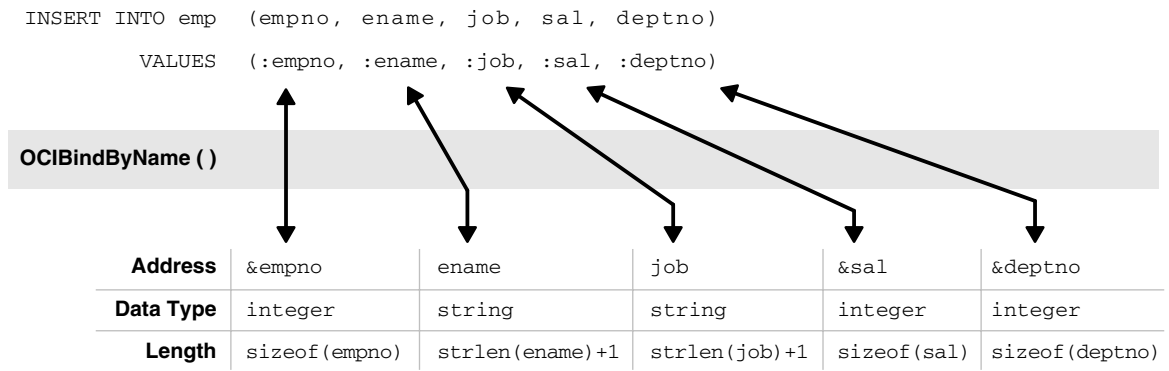 INSERT INTO emp (empno, ename, job, sal, deptno)
VALUES (:empno, :ename, :job, :sal, :deptno)
OCIBindByName ( )
Address &empno ename job &sal &deptno
Data Type integer string string integer integer
Length sizeof(empno) strlen(ename)+1 strlen(job)+1 sizeof(sal) sizeof(deptno)